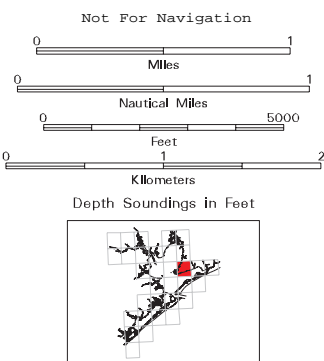 Not For Navigation
0 1
Miles
0 1
Nautical Miles
0 5000
Feet
0 1 2
Kilometers
Depth Soundings in Feet